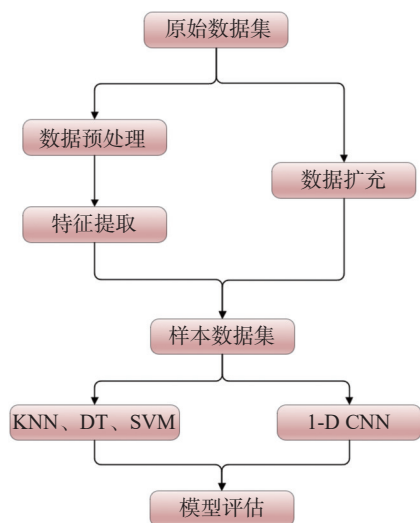 原始数据集
数据预处理
数据扩充
特征提取
样本数据集
KNN、DT、SVM
1-D CNN
模型评估